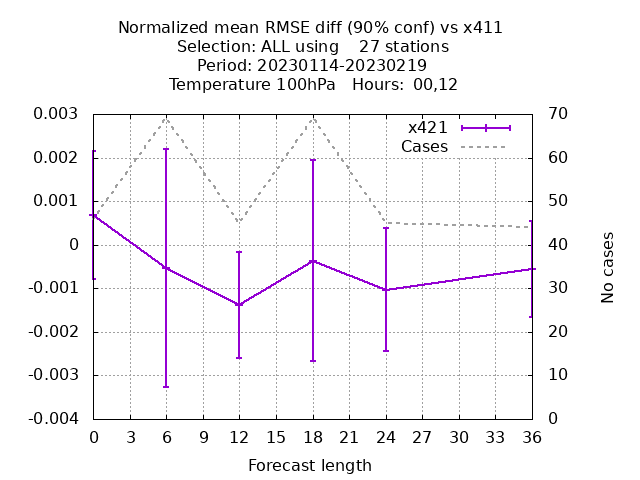 Normalized mean RMSE diff (90% conf) vs x411
Selection: ALL using    27 stations
Period: 20230114-20230219
Temperature 100hPa   Hours:  00,12
0.003
0.002
0.001
0
-0.001
-0.002
-0.003
-0.004
70
60
50
40
30
20
10
0
x421
Cases
No cases
0 3 6 9 12 15 18 21 24 27 30 33 36
Forecast length